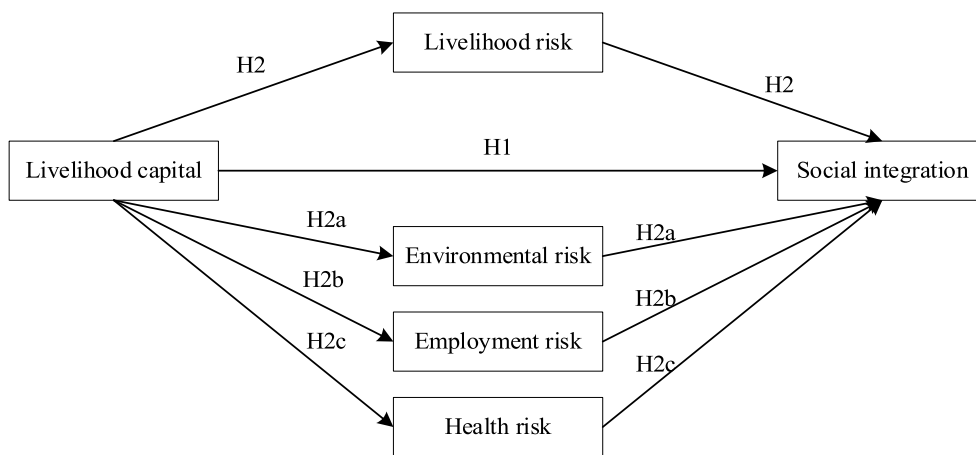 Livelihood risk
H2
H2
H1
Livelihood capital
Social integration
H2a
H2a
Environmental risk
H2b
H2b
Employment risk
H2c
H2c
Health risk